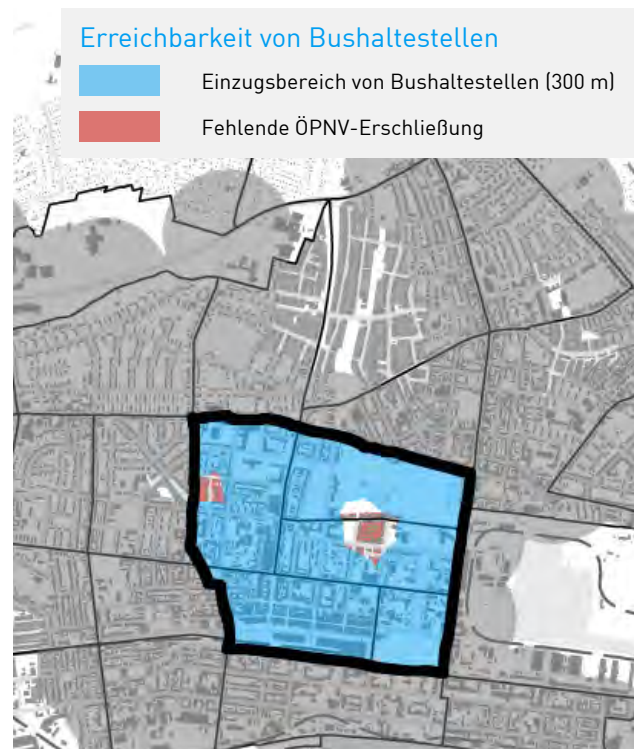 Erreichbarkeit von Bushaltestellen
Einzugsbereich von Bushaltestellen (300 m)
Fehlende ÖPNV-Erschließung